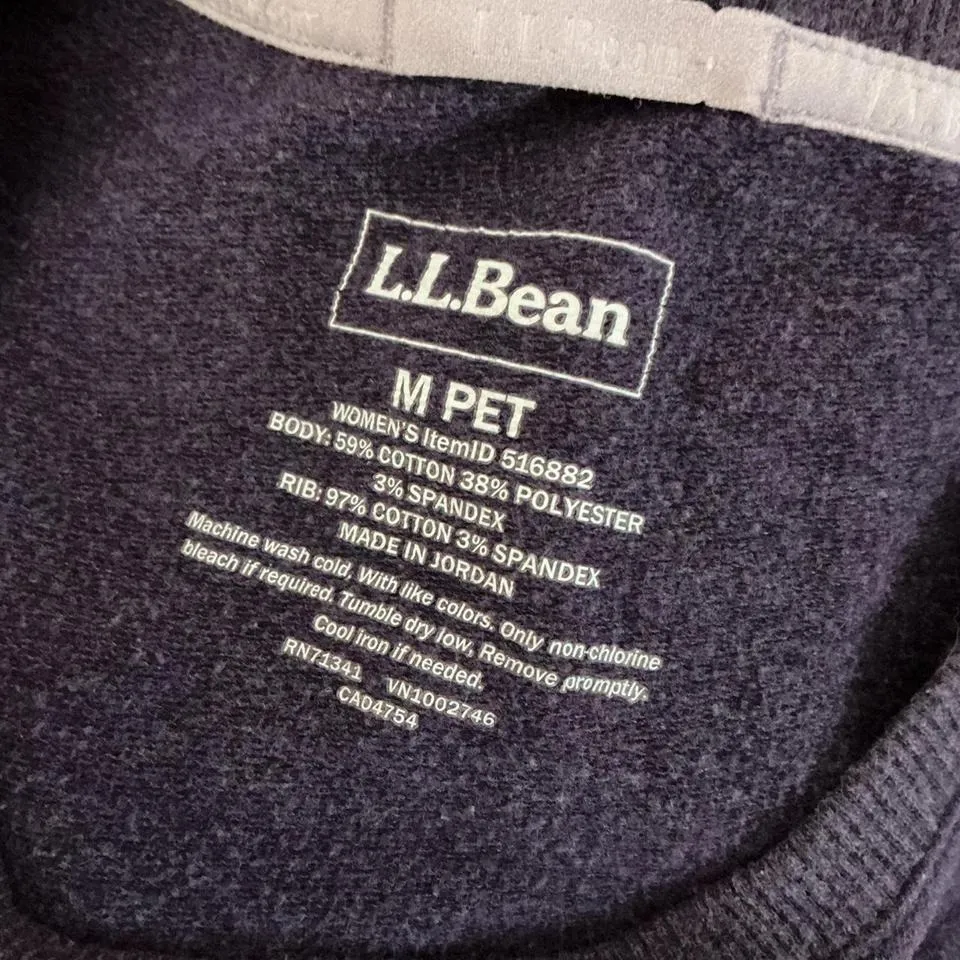 L.L.Bean
L.L.Bean
M PET
WOMEN'S ItemID 516882
BODY: 59% COTTON 38% POLYESTER
3% SPANDEX
RIB: 97% COTTON 3% SPANDEX
MADE IN JORDAN
Machine wash cold, With like colors. Only non-chlorine
bleach if required. Tumble dry low, Remove promptly.
Cool iron if needed.
RN71341 VN1002746
CA04754